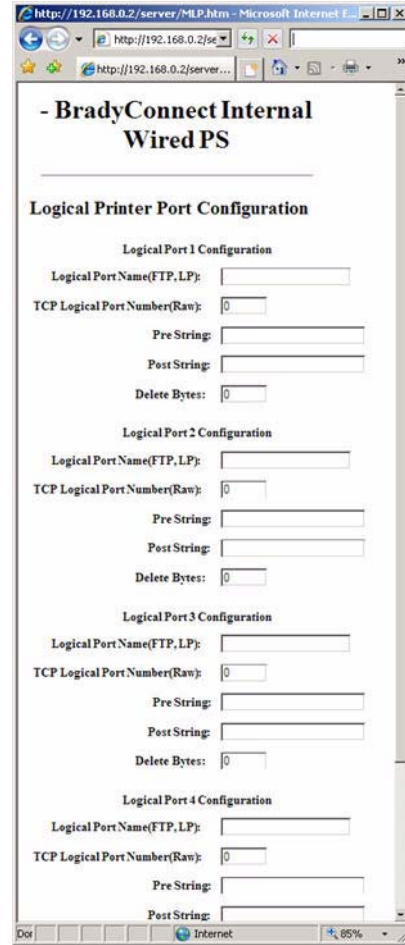 http://192.168.0.2/server/MLP.htm - Microsoft Internet E...
http://192.168.0.2/se
http://192.168.0.2/server...
- BradyConnect Internal
Wired PS
Logical Printer Port Configuration
Logical Port 1 Configuration
Logical Port Name(FTP, LP):
TCP Logical Port Number(Raw): 0
Pre String:
Post String:
Delete Bytes: 0
Logical Port 2 Configuration
Logical Port Name(FTP, LP):
TCP Logical Port Number(Raw): 0
Pre String:
Post String:
Delete Bytes: 0
Logical Port 3 Configuration
Logical Port Name(FTP, LP):
TCP Logical Port Number(Raw): 0
Pre String:
Post String:
Delete Bytes: 0
Logical Port 4 Configuration
Logical Port Name(FTP, LP):
TCP Logical Port Number(Raw): 0
Pre String:
Post String:
Dor Internet 85%